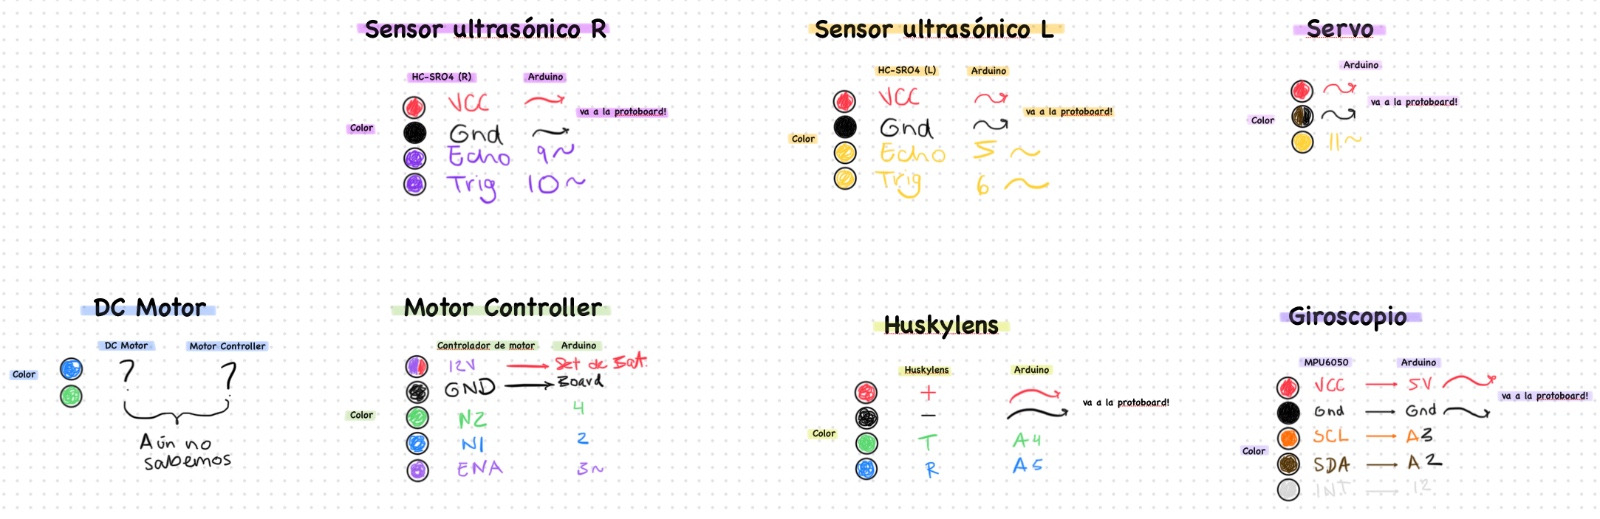 Sensor ultrasónico R
HC-SR04 (R) Arduino
VCC
va a la protoboard!
Color
Gnd
Echo 9~
Trig 10~
Sensor ultrasónico L
HC-SR04 (L) Arduino
VCC
va a la protoboard!
Gnd
Color
Echo 5~
Trig 6~
Servo
Arduino
va a la protoboard!
Color
11~
DC Motor
DC Motor Motor Controller
Color
? ?
Aún no
sabemos
Motor Controller
Controlador de motor Arduino
12V → Set de Bat.
GND → Board
Color
N2 4
N1 2
ENA 3~
Huskylens
Huskylens Arduino
+
va a la protoboard!
-
Color
T A4
R A5
Giroscopio
MPU6050 Arduino
VCC → 5V
va a la protoboard!
Gnd → Gnd
SCL → A3
Color
SDA → A2
INT — 12